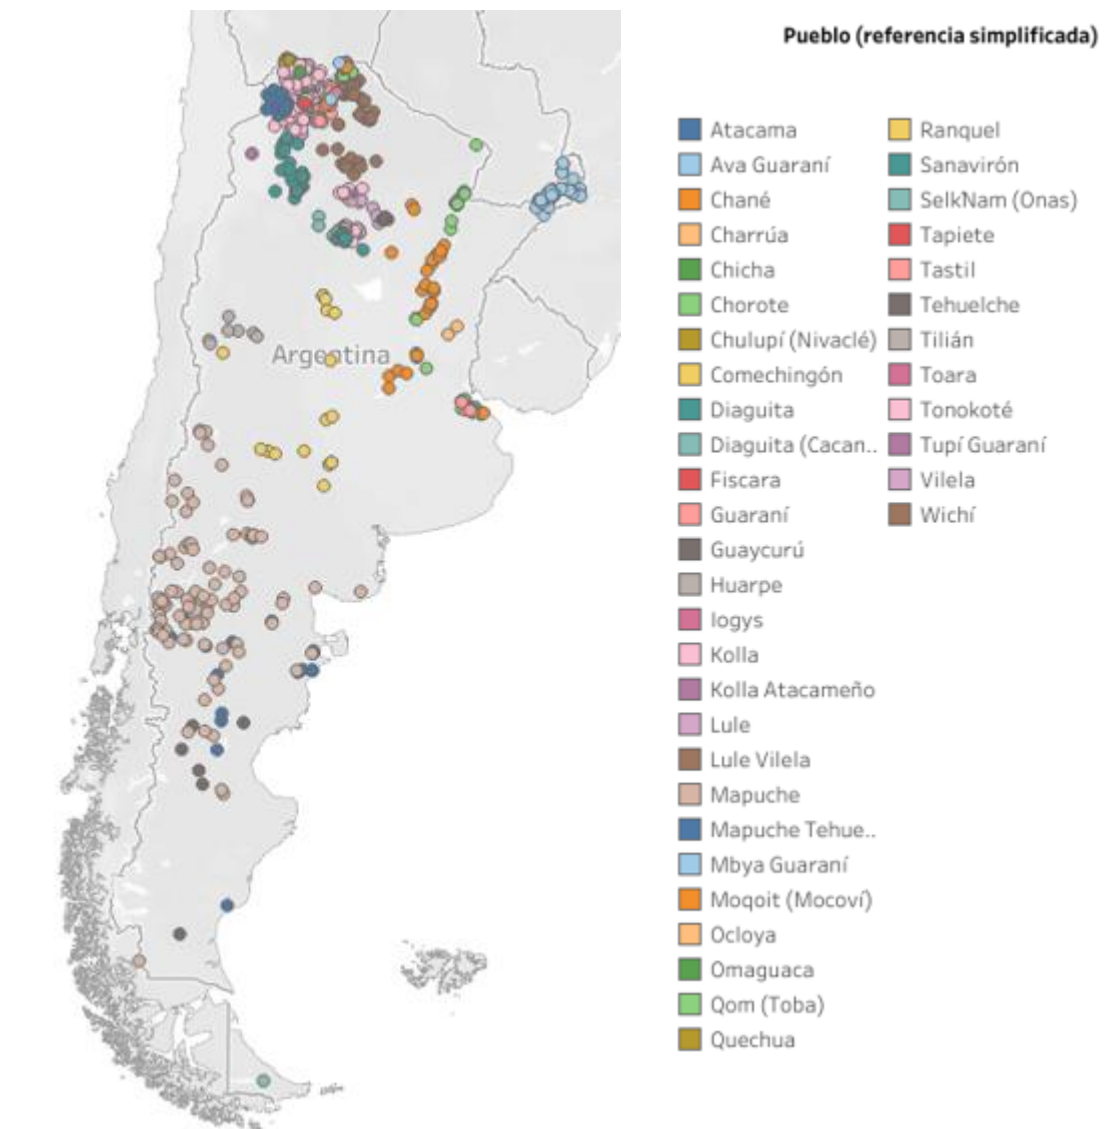 Pueblo (referencia simplificada)
Argentina
Atacama
Ava Guaraní
Chané
Charrúa
Chicha
Chorote
Chulupí (Nivaclé)
Comechingón
Diaguita
Diaguita (Cacan..
Fiscara
Guaraní
Guaycurú
Huarpe
Iogys
Kolla
Kolla Atacameño
Lule
Lule Vilela
Mapuche
Mapuche Tehue..
Mbya Guaraní
Moqoit (Mocoví)
Ocloya
Omaguaca
Qom (Toba)
Quechua
Ranquel
Sanavirón
SelkNam (Onas)
Tapiete
Tastil
Tehuelche
Tilián
Toara
Tonokoté
Tupí Guaraní
Vilela
Wichí